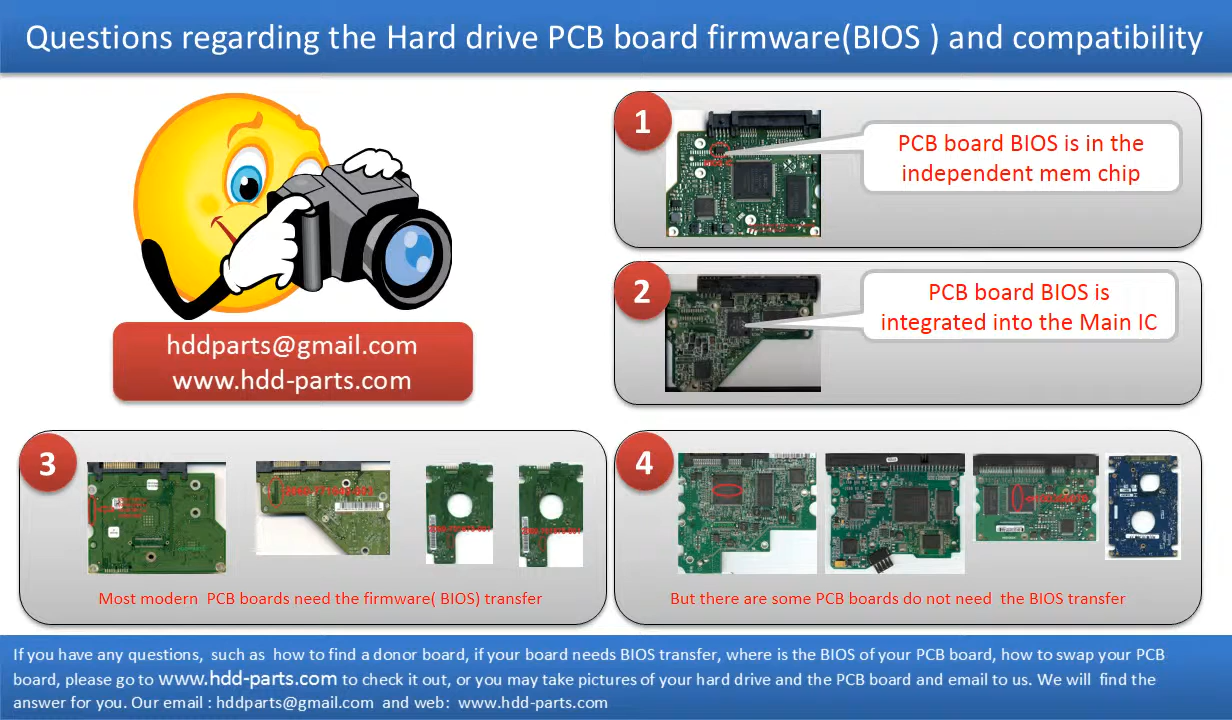 Questions regarding the Hard drive PCB board firmware(BIOS ) and compatibility
hddparts@gmail.com
www.hdd-parts.com
1
PCB board BIOS is in the
independent mem chip
2
PCB board BIOS is
integrated into the Main IC
3
Most modern PCB boards need the firmware( BIOS) transfer
4
But there are some PCB boards do not need the BIOS transfer
If you have any questions, such as how to find a donor board, if your board needs BIOS transfer, where is the BIOS of your PCB board, how to swap your PCB
board, please go to www.hdd-parts.com to check it out, or you may take pictures of your hard drive and the PCB board and email to us. We will find the
answer for you. Our email : hddparts@gmail.com and web: www.hdd-parts.com